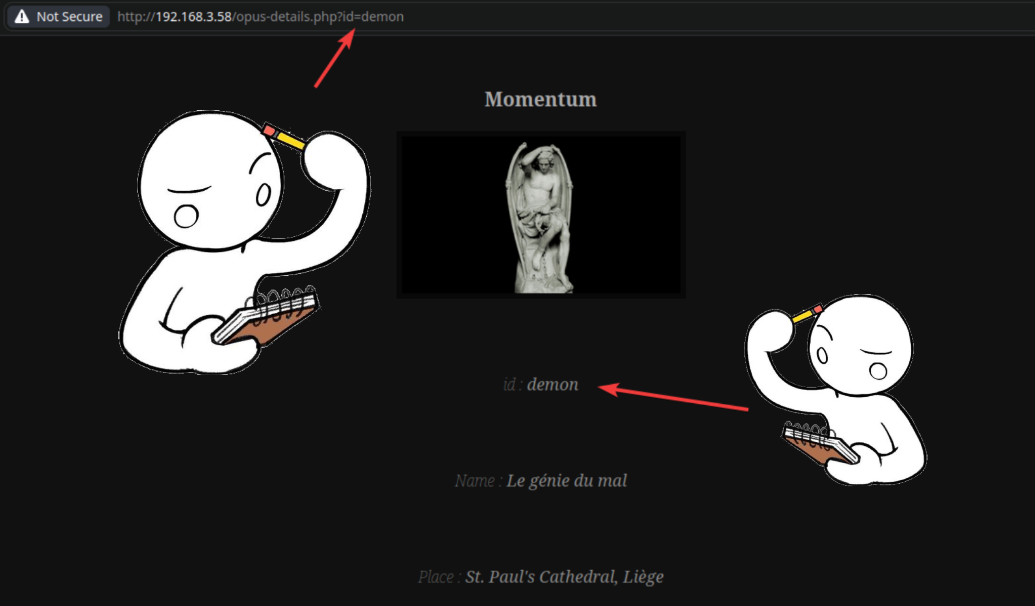 Not Secure http://192.168.3.58/opus-details.php?id=demon
Momentum
id : demon
Name : Le génie du mal
Place : St. Paul's Cathedral, Liège